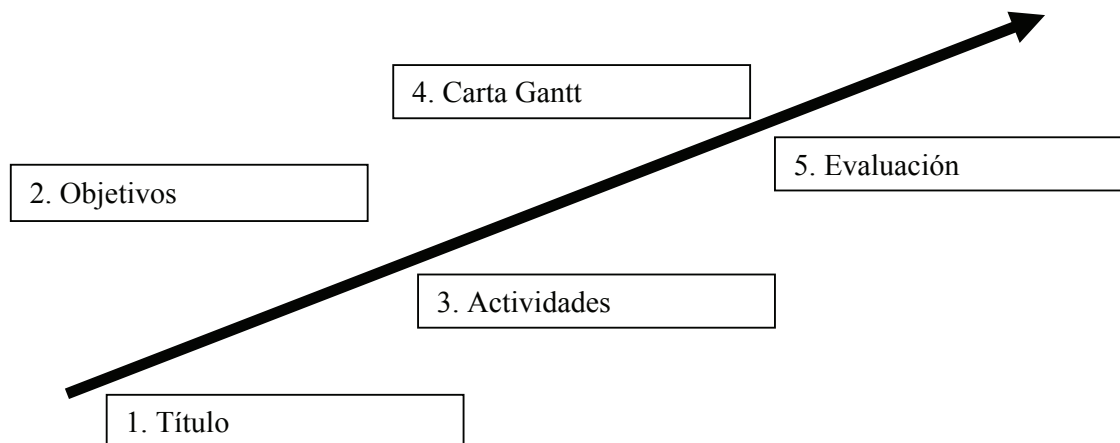 4. Carta Gantt
5. Evaluación
2. Objetivos
3. Actividades
1. Título